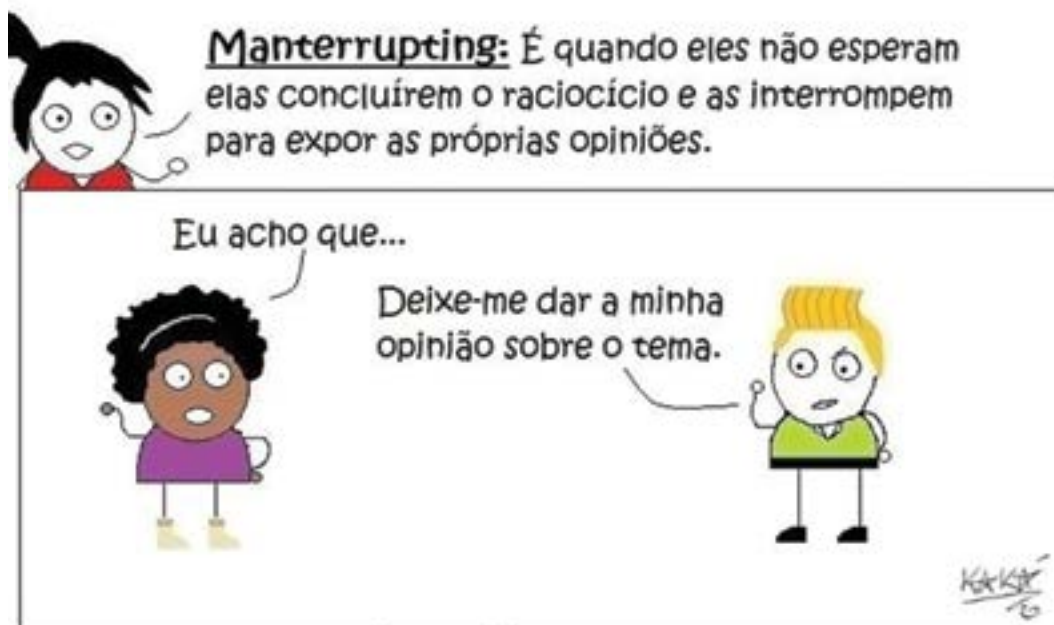 Manterrupting: É quando eles não esperam
elas concluírem o raciocício e as interrompem
para expor as próprias opiniões.
Eu acho que...
Deixe-me dar a minha
opinião sobre o tema.
KAKÁ